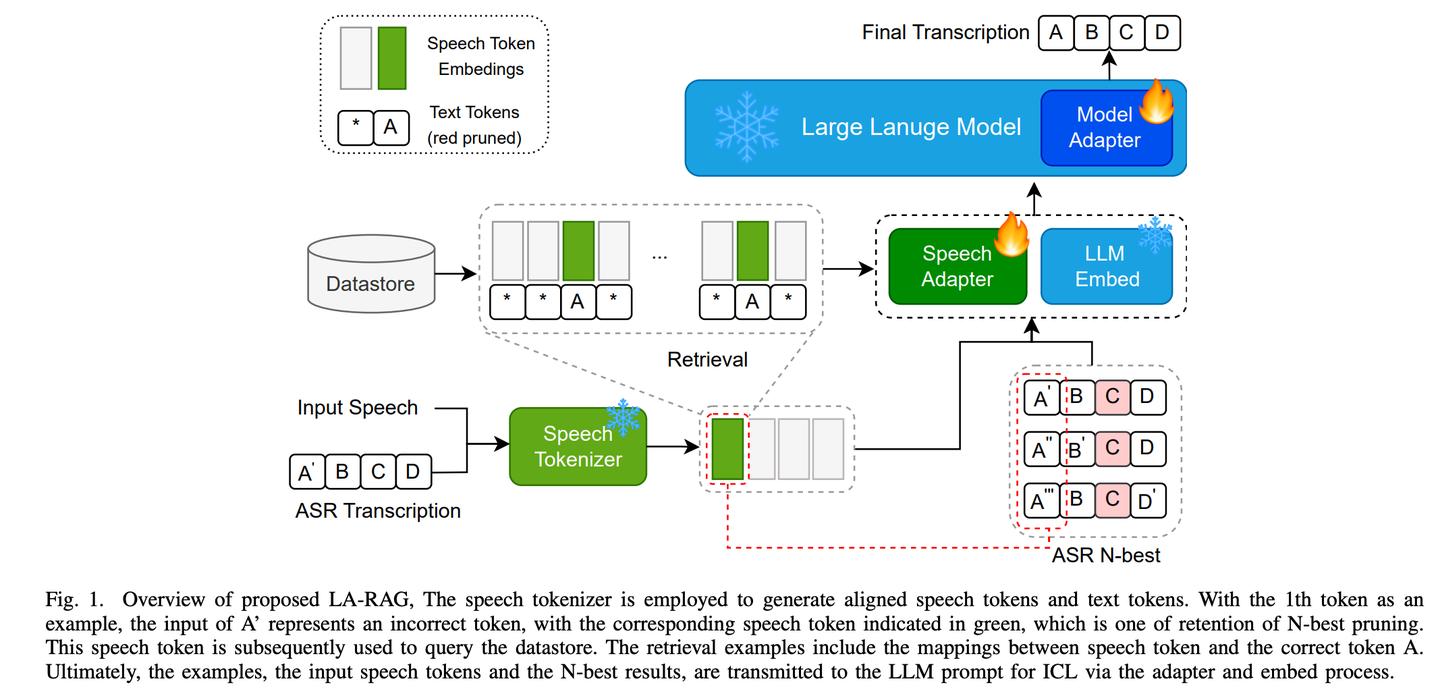 Final Transcription A B C D
Speech Token
Embedings
Text Tokens
* A
(red pruned)
Large Lanuge Model
Model
Adapter
Datastore
...
* * A *
* A *
Speech
Adapter
LLM
Embed
Retrieval
Input Speech
Speech
Tokenizer
A' B C D
ASR Transcription
A' B C D
A" B' C D
A"' B C D'
ASR N-best
Fig. 1. Overview of proposed LA-RAG, The speech tokenizer is employed to generate aligned speech tokens and text tokens. With the 1th token as an
example, the input of A’ represents an incorrect token, with the corresponding speech token indicated in green, which is one of retention of N-best pruning.
This speech token is subsequently used to query the datastore. The retrieval examples include the mappings between speech token and the correct token A.
Ultimately, the examples, the input speech tokens and the N-best results, are transmitted to the LLM prompt for ICL via the adapter and embed process.